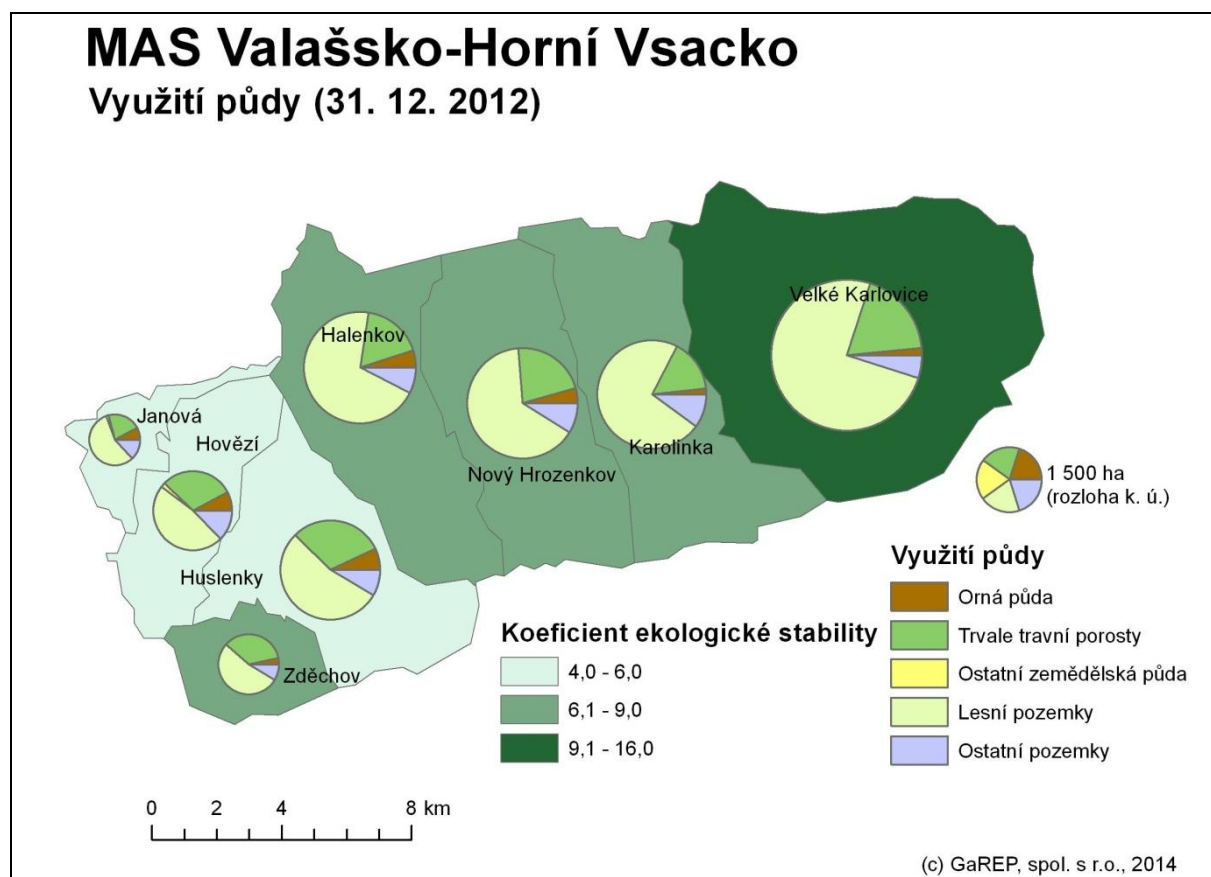 MAS Valašsko-Horní Vsacko
Využití půdy (31. 12. 2012)
Velké Karlovice
Halenkov
Janová
Hovězí
Karolinka
Nový Hrozenkov
1 500 ha
(rozloha k. ú.)
Huslenky
Zděchov
Využití půdy
Orná půda
Trvale travní porosty
Ostatní zemědělská půda
Lesní pozemky
Ostatní pozemky
Koeficient ekologické stability
4,0 - 6,0
6,1 - 9,0
9,1 - 16,0
0 2 4 8 km
(c) GaREP, spol. s r.o., 2014